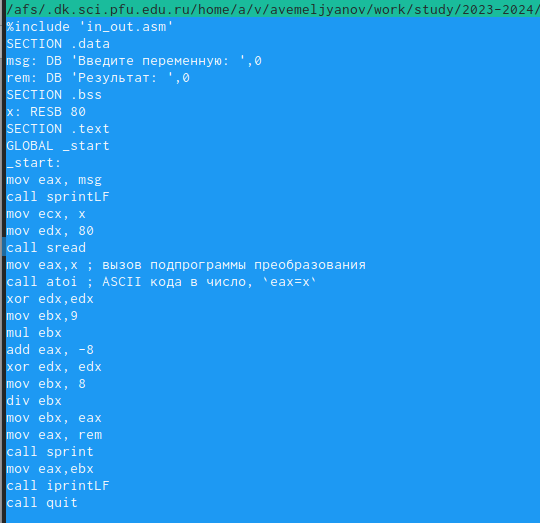 /afs/.dk.sci.pfu.edu.ru/home/a/v/avemeljyanov/work/study/2023-2024/
%include 'in_out.asm'
SECTION .data
msg: DB 'Введите переменную: ',0
rem: DB 'Результат: ',0
SECTION .bss
x: RESB 80
SECTION .text
GLOBAL _start
_start:
mov eax, msg
call sprintLF
mov ecx, x
mov edx, 80
call sread
mov eax,x ; вызов подпрограммы преобразования
call atoi ; ASCII кода в число, `eax=x`
xor edx,edx
mov ebx,9
mul ebx
add eax, -8
xor edx, edx
mov ebx, 8
div ebx
mov ebx, eax
mov eax, rem
call sprint
mov eax,ebx
call iprintLF
call quit